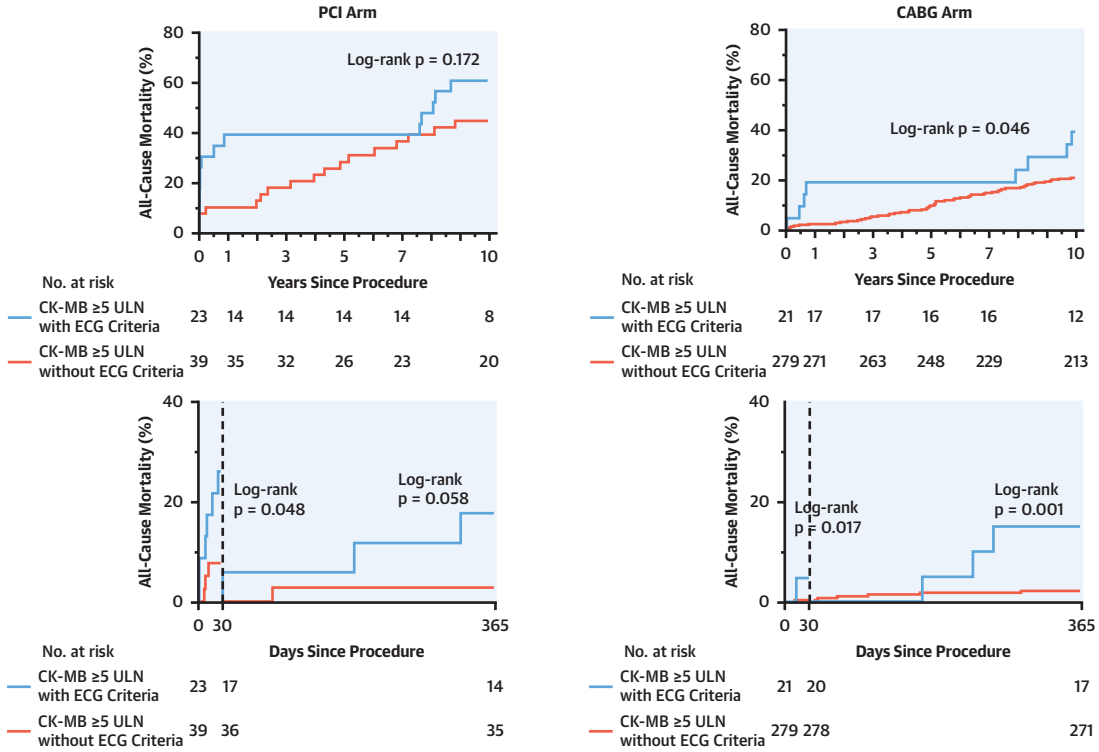 PCI Arm
All-Cause Mortality (%)
80
60
40
20
0
Log-rank p = 0.172
0 1 3 5 7 10
No. at risk
Years Since Procedure
CK-MB ≥5 ULN
with ECG Criteria
23 14 14 14 14 8
CK-MB ≥5 ULN
without ECG Criteria
39 35 32 26 23 20
CABG Arm
All-Cause Mortality (%)
80
60
40
20
0
Log-rank p = 0.046
0 1 3 5 7 10
No. at risk
Years Since Procedure
CK-MB ≥5 ULN
with ECG Criteria
21 17 17 16 16 12
CK-MB ≥5 ULN
without ECG Criteria
279 271 263 248 229 213
All-Cause Mortality (%)
40
20
0
Log-rank
p = 0.048
Log-rank
p = 0.058
0 30 365
No. at risk
Days Since Procedure
CK-MB ≥5 ULN
with ECG Criteria
23 17 14
CK-MB ≥5 ULN
without ECG Criteria
39 36 35
All-Cause Mortality (%)
40
20
0
Log-rank
p = 0.017
Log-rank
p = 0.001
0 30 365
No. at risk
Days Since Procedure
CK-MB ≥5 ULN
with ECG Criteria
21 20 17
CK-MB ≥5 ULN
without ECG Criteria
279 278 271